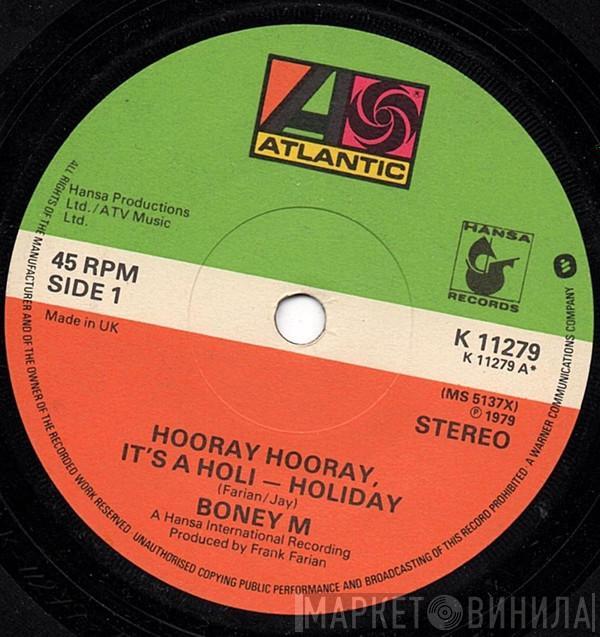 ATLANTIC
Hansa Productions
Ltd./ATV Music
Ltd.
HANSA
RECORDS
45 RPM
SIDE 1
Made in UK
K 11279
K 11279 A*
(MS 5137X)
℗ 1979
STEREO
HOORAY HOORAY,
IT'S A HOLI — HOLIDAY
(Farian/Jay)
BONEY M
A Hansa International Recording
Produced by Frank Farian
ALL RIGHTS OF THE MANUFACTURER AND OF THE OWNER OF THE RECORDED WORK RESERVED. UNAUTHORISED COPYING PUBLIC PERFORMANCE AND BROADCASTING OF THIS RECORD PROHIBITED. A WARNER COMMUNICATIONS COMPANY
МАРКЕТ ВИНИЛА